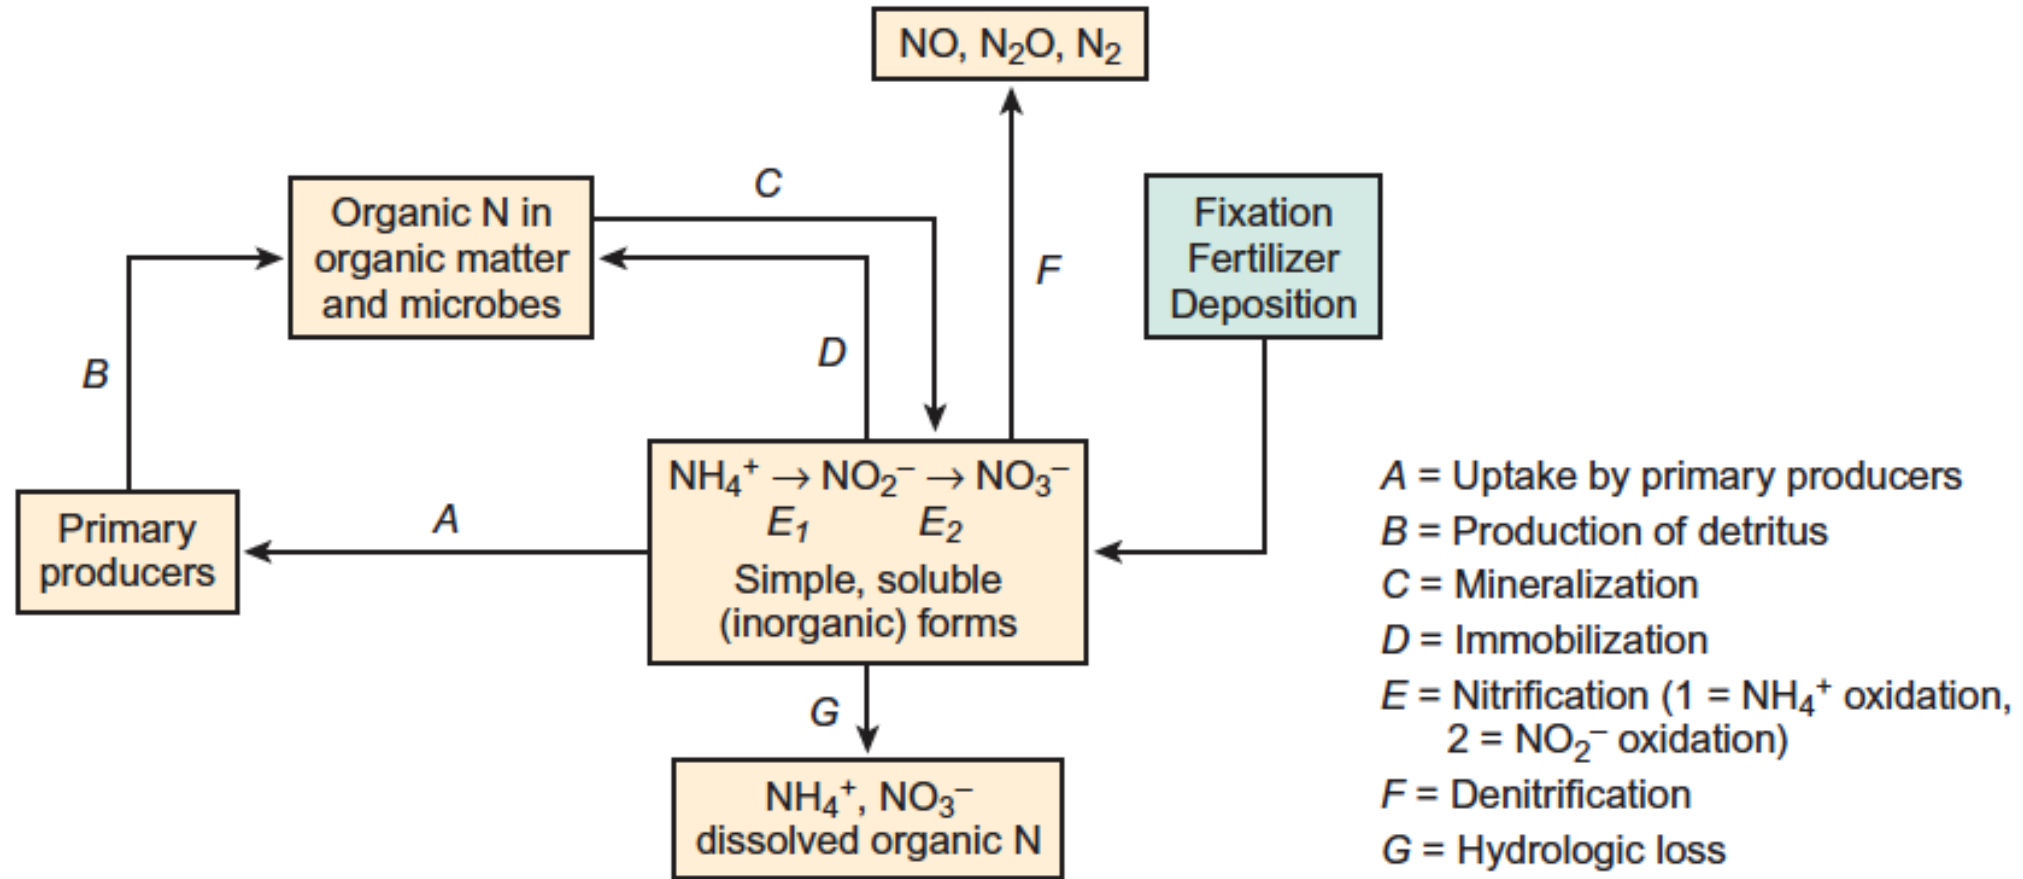 NO, N₂O, N₂
C
Organic N in
organic matter
and microbes
Fixation
Fertilizer
Deposition
F
D
B
NH₄⁺ → NO₂⁻ → NO₃⁻
E₁ E₂
Simple, soluble
(inorganic) forms
A
Primary
producers
G
NH₄⁺, NO₃⁻
dissolved organic N
A = Uptake by primary producers
B = Production of detritus
C = Mineralization
D = Immobilization
E = Nitrification (1 = NH₄⁺ oxidation,
2 = NO₂⁻ oxidation)
F = Denitrification
G = Hydrologic loss